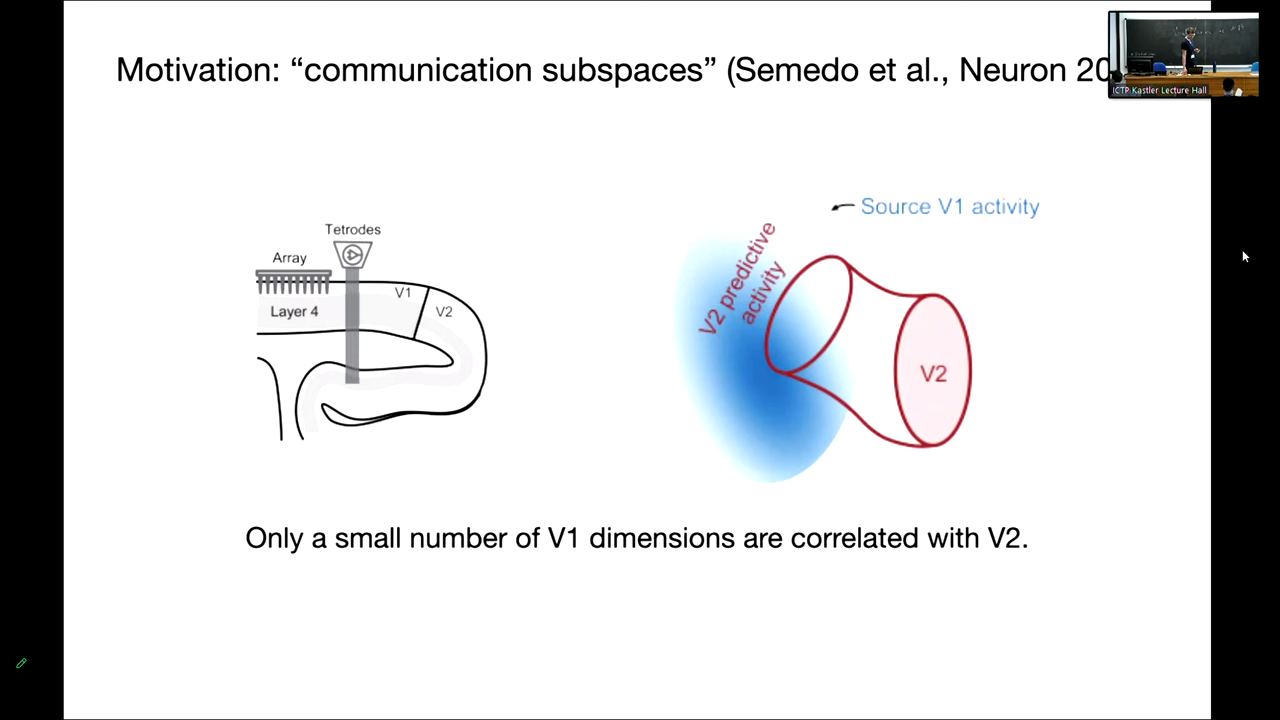 Motivation: “communication subspaces” (Semedo et al., Neuron 20
ICTP Kastler Lecture Hall
Source V1 activity
Tetrodes
Array
V2 predictive
activity
V1
V2
Layer 4
V2
Only a small number of V1 dimensions are correlated with V2.